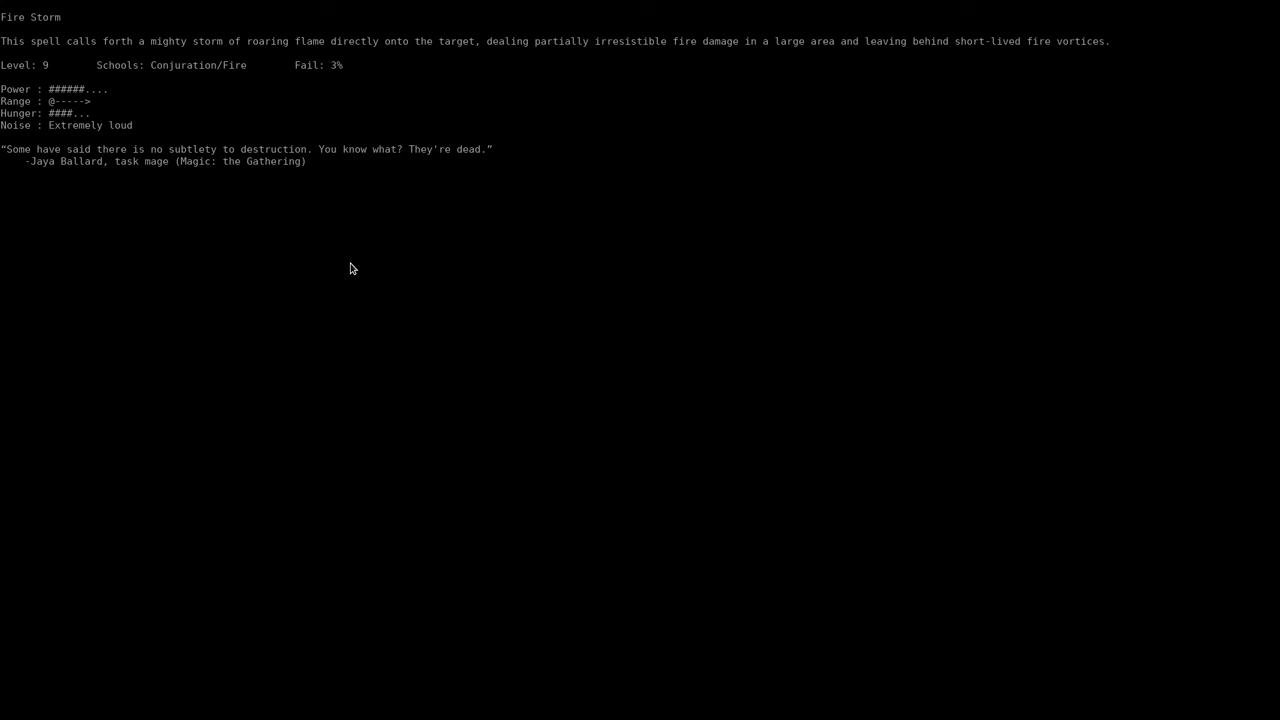 Fire Storm
This spell calls forth a mighty storm of roaring flame directly onto the target, dealing partially irresistible fire damage in a large area and leaving behind short-lived fire vortices.
Level: 9        Schools: Conjuration/Fire        Fail: 3%
Power : ######....
Range : @----->
Hunger: ####...
Noise : Extremely loud
“Some have said there is no subtlety to destruction. You know what? They're dead.”
    -Jaya Ballard, task mage (Magic: the Gathering)